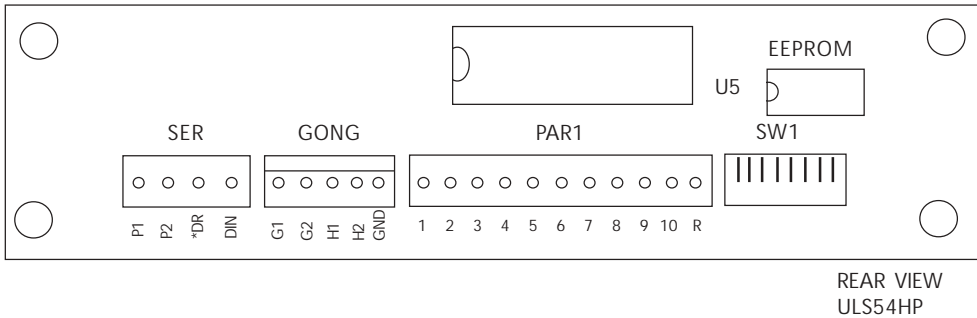 EEPROM
U5
SER GONG PAR1 SW1
P1 P2 *DR DIN G1 G2 H1 H2 GND 1 2 3 4 5 6 7 8 9 10 R
REAR VIEW
ULS54HP